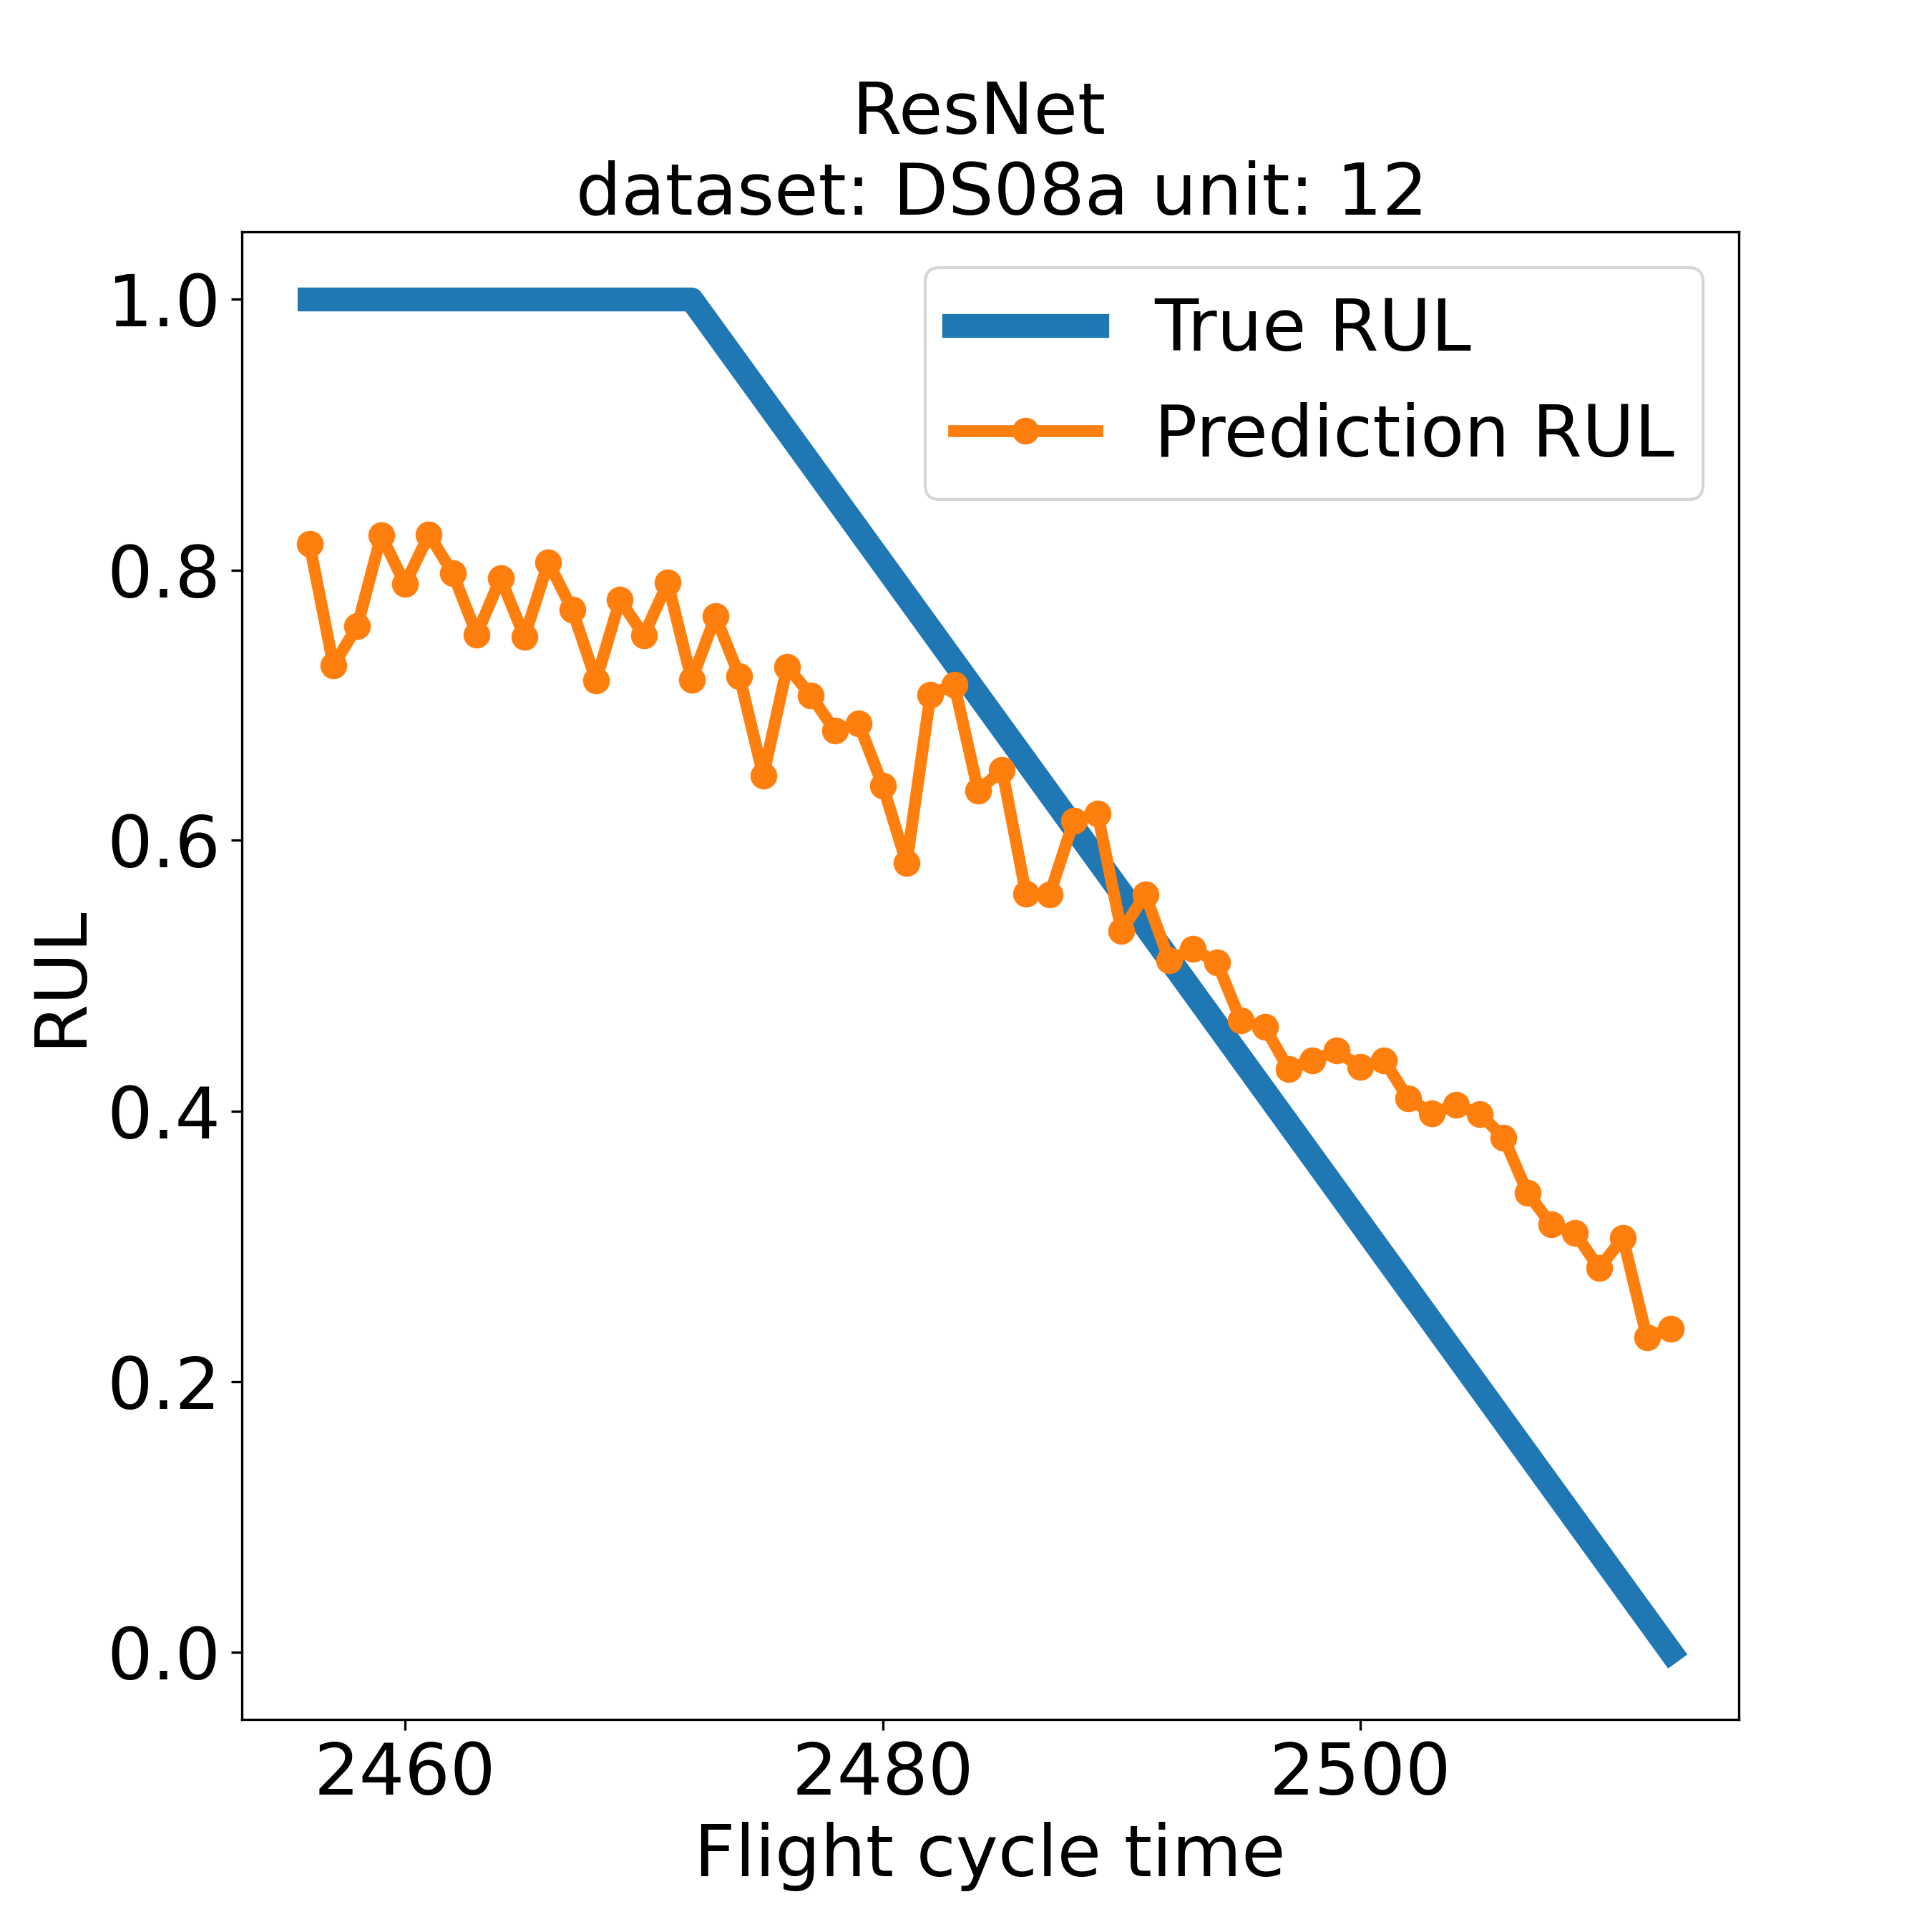 ResNet
dataset: DS08a unit: 12
True RUL
Prediction RUL
1.0
0.8
0.6
0.4
0.2
0.0
RUL
2460 2480 2500
Flight cycle time